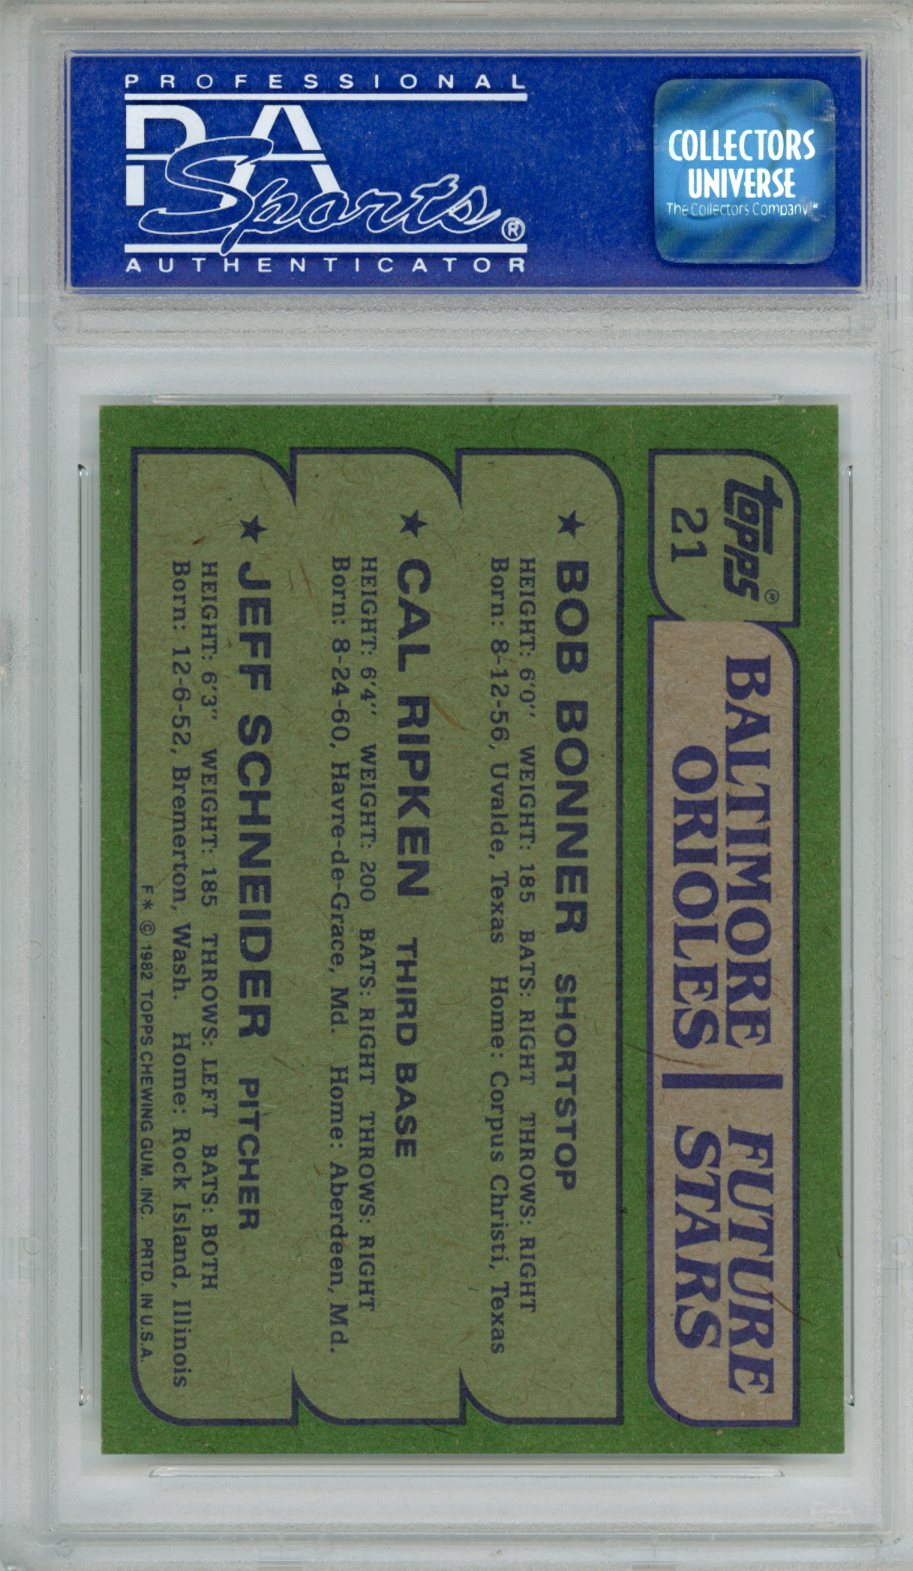 PROFESSIONAL
PSA
Sports®
AUTHENTICATOR
COLLECTORS
UNIVERSE
The Collectors Company™
topps®
21
BALTIMORE
ORIOLES
FUTURE
STARS
★ BOB BONNER SHORTSTOP
HEIGHT: 6'0" WEIGHT: 185 BATS: RIGHT THROWS: RIGHT
Born: 8-12-56, Uvalde, Texas Home: Corpus Christi, Texas
★ CAL RIPKEN THIRD BASE
HEIGHT: 6'4" WEIGHT: 200 BATS: RIGHT THROWS: RIGHT
Born: 8-24-60, Havre-de-Grace, Md. Home: Aberdeen, Md.
★ JEFF SCHNEIDER PITCHER
HEIGHT: 6'3" WEIGHT: 185 THROWS: LEFT BATS: BOTH
Born: 12-6-52, Bremerton, Wash. Home: Rock Island, Illinois
F* © 1982 TOPPS CHEWING GUM, INC. PRTD. IN U.S.A.